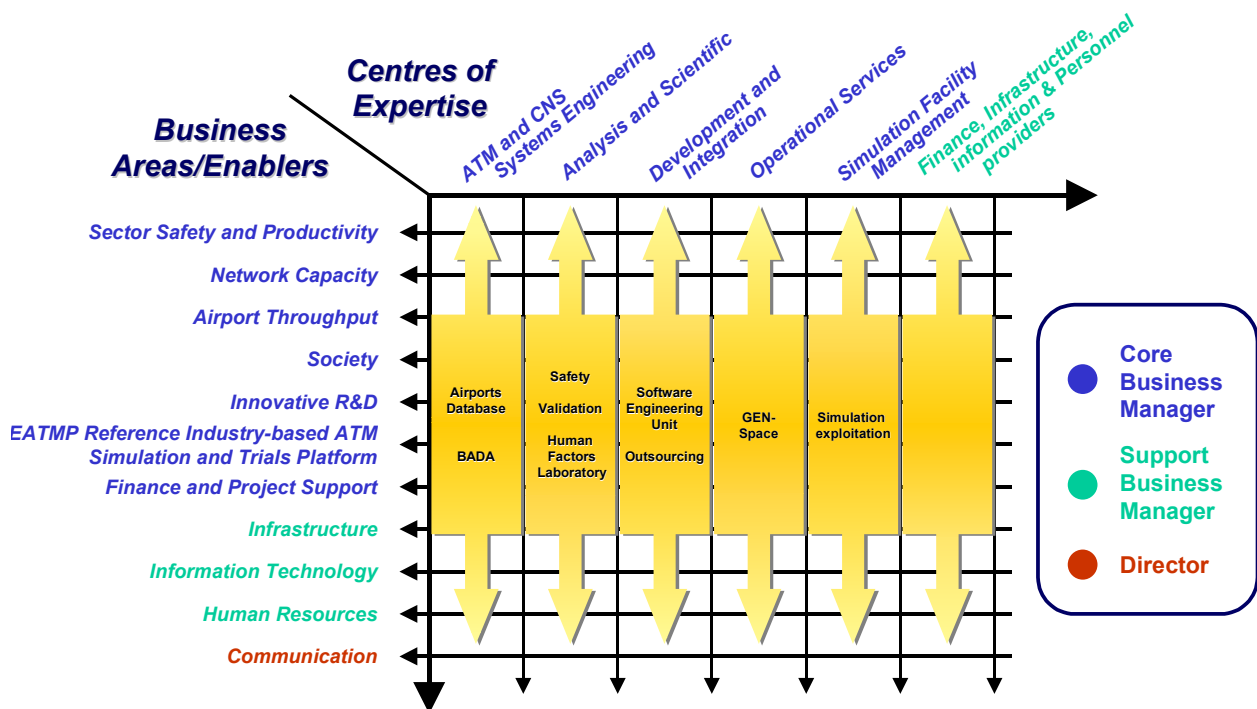 Centres of
Expertise
Business
Areas/Enablers
ATM and CNS
Systems Engineering
Analysis and Scientific
Development and
Integration
Operational Services
Simulation Facility
Management
Finance, Infrastructure,
information & Personnel
providers
Sector Safety and Productivity
Network Capacity
Airport Throughput
Society
Innovative R&D
EATMP Reference Industry-based ATM
Simulation and Trials Platform
Finance and Project Support
Infrastructure
Information Technology
Human Resources
Communication
Airports
Database
BADA
Safety
Validation
Human
Factors
Laboratory
Software
Engineering
Unit
Outsourcing
GEN-
Space
Simulation
exploitation
Core
Business
Manager
Support
Business
Manager
Director